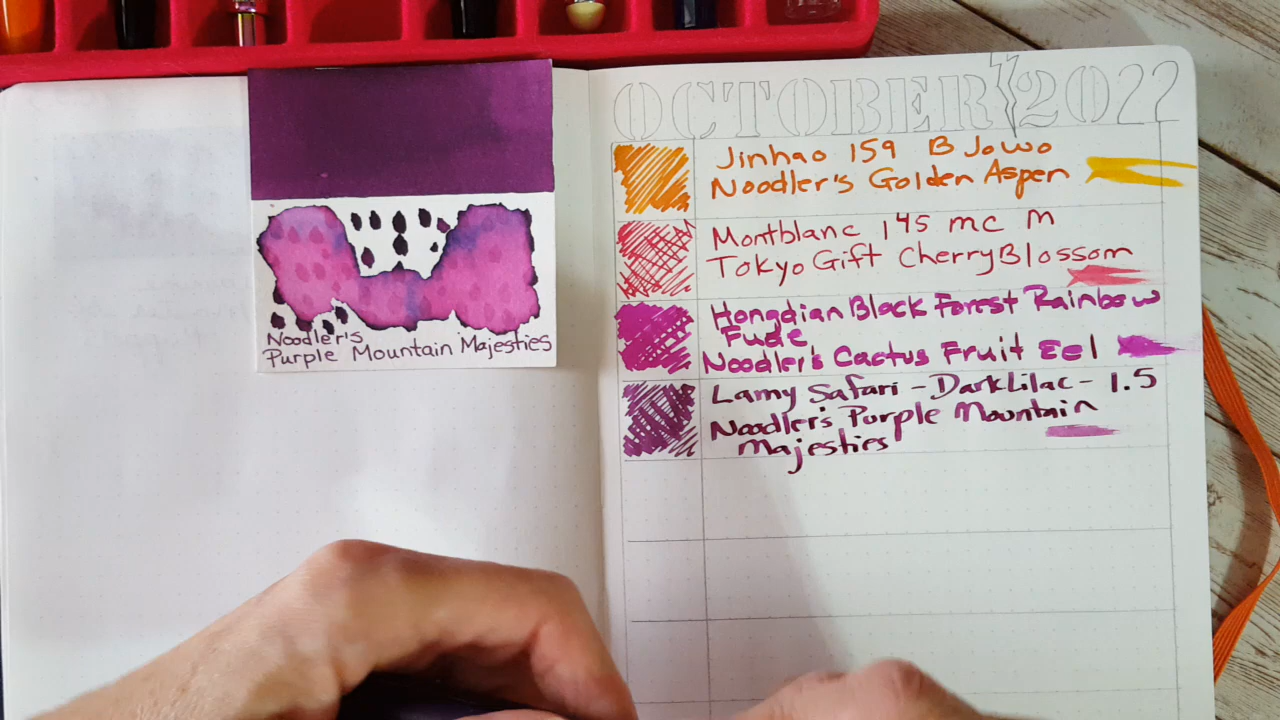 Noodler's
Purple Mountain Majesties
OCTOBER 2022
Jinhao 159 B Jowo
Noodler's Golden Aspen
Montblanc 145 MC M
Tokyo Gift Cherry Blossom
Hongdian Black Forest Rainbow
Fude
Noodler's Cactus Fruit Eel
Lamy Safari - Dark Lilac - 1.5
Noodler's Purple Mountain
Majesties